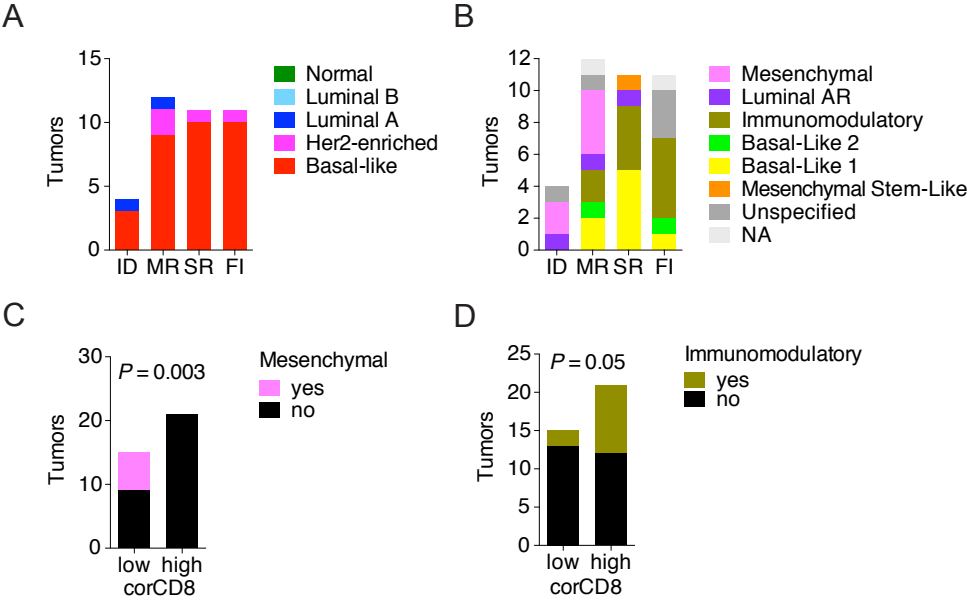 A
15
10
5
0
Tumors
ID MR SR FI
Normal
Luminal B
Luminal A
Her2-enriched
Basal-like
B
12
10
8
6
4
2
0
Tumors
ID MR SR FI
Mesenchymal
Luminal AR
Immunomodulatory
Basal-Like 2
Basal-Like 1
Mesenchymal Stem-Like
Unspecified
NA
C
30
20
10
0
Tumors
P = 0.003
low high
corCD8
Mesenchymal
yes
no
D
25
20
15
10
5
0
Tumors
P = 0.05
low high
corCD8
Immunomodulatory
yes
no